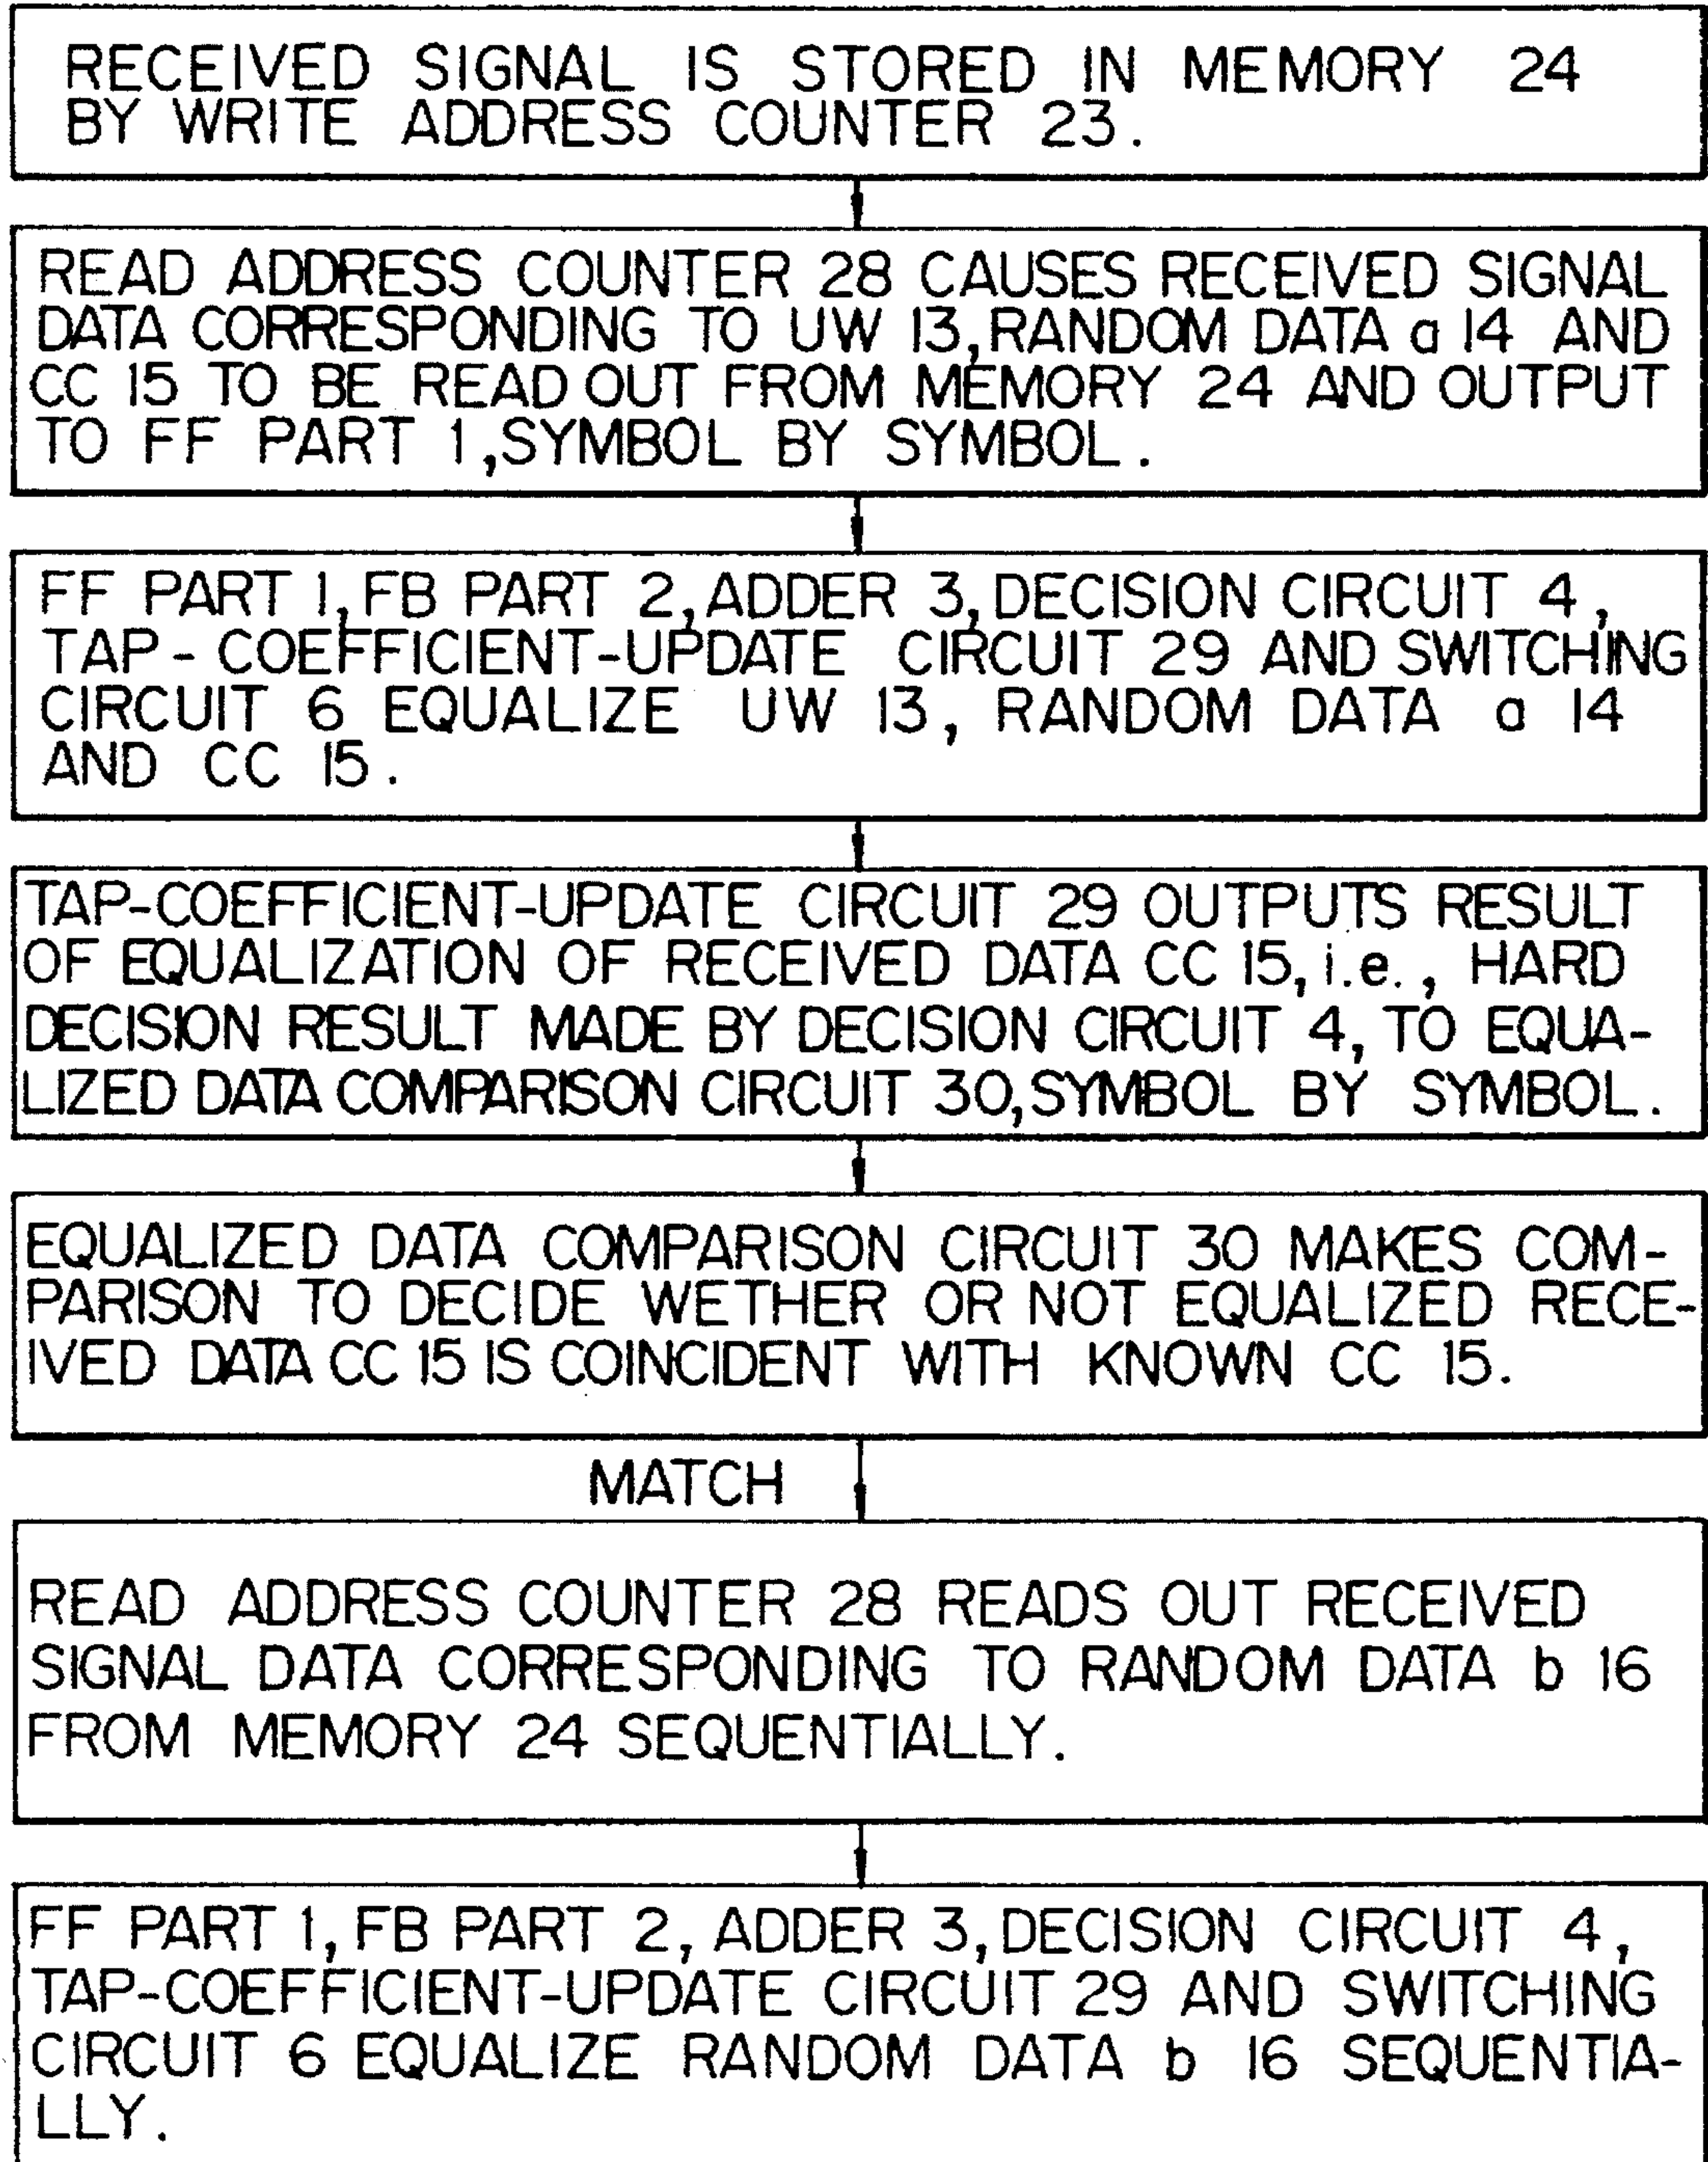 RECEIVED SIGNAL IS STORED IN MEMORY 24
BY WRITE ADDRESS COUNTER 23.
READ ADDRESS COUNTER 28 CAUSES RECEIVED SIGNAL
DATA CORRESPONDING TO UW 13, RANDOM DATA a 14 AND
CC 15 TO BE READ OUT FROM MEMORY 24 AND OUTPUT
TO FF PART 1, SYMBOL BY SYMBOL.
FF PART 1, FB PART 2, ADDER 3, DECISION CIRCUIT 4,
TAP-COEFFICIENT-UPDATE CIRCUIT 29 AND SWITCHING
CIRCUIT 6 EQUALIZE UW 13, RANDOM DATA a 14
AND CC 15.
TAP-COEFFICIENT-UPDATE CIRCUIT 29 OUTPUTS RESULT
OF EQUALIZATION OF RECEIVED DATA CC 15, i.e., HARD
DECISION RESULT MADE BY DECISION CIRCUIT 4, TO EQUA-
LIZED DATA COMPARISON CIRCUIT 30, SYMBOL BY SYMBOL.
EQUALIZED DATA COMPARISON CIRCUIT 30 MAKES COM-
PARISON TO DECIDE WETHER OR NOT EQUALIZED RECE-
IVED DATA CC 15 IS COINCIDENT WITH KNOWN CC 15.
MATCH
READ ADDRESS COUNTER 28 READS OUT RECEIVED
SIGNAL DATA CORRESPONDING TO RANDOM DATA b 16
FROM MEMORY 24 SEQUENTIALLY.
FF PART 1, FB PART 2, ADDER 3, DECISION CIRCUIT 4,
TAP-COEFFICIENT-UPDATE CIRCUIT 29 AND SWITCHING
CIRCUIT 6 EQUALIZE RANDOM DATA b 16 SEQUENTIA-
LLY.